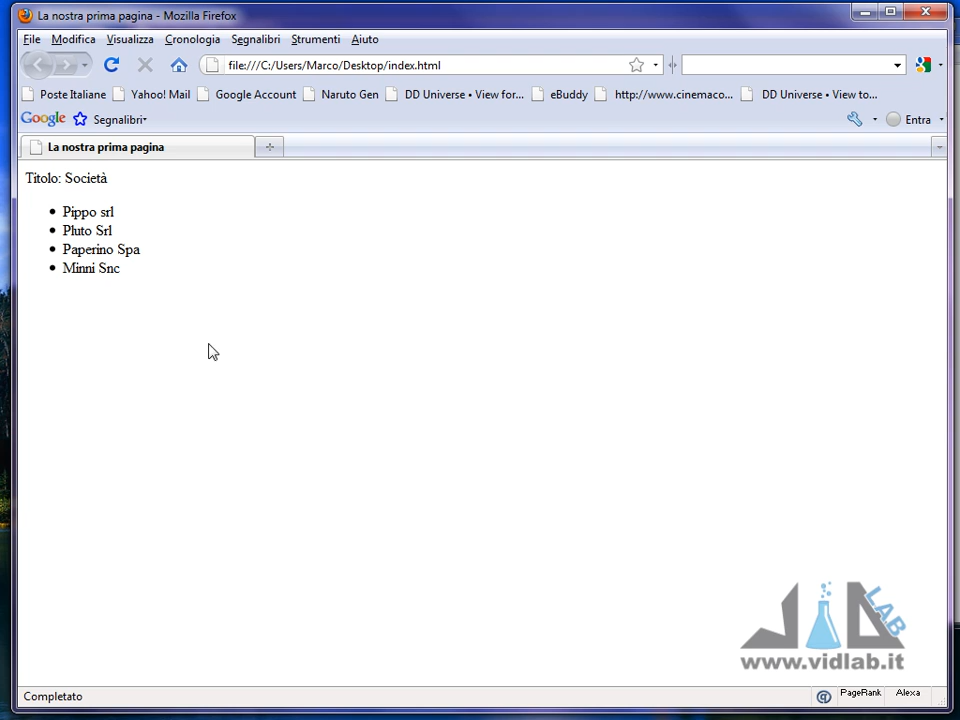 La nostra prima pagina - Mozilla Firefox
File Modifica Visualizza Cronologia Segnalibri Strumenti Aiuto
file:///C:/Users/Marco/Desktop/index.html
Poste Italiane Yahoo! Mail Google Account Naruto Gen DD Universe • View for... eBuddy http://www.cinemaco... DD Universe • View to...
Google Segnalibri Entra
La nostra prima pagina
Titolo: Società
• Pippo srl
• Pluto Srl
• Paperino Spa
• Minni Snc
LAB
www.vidlab.it
Completato @ PageRank Alexa